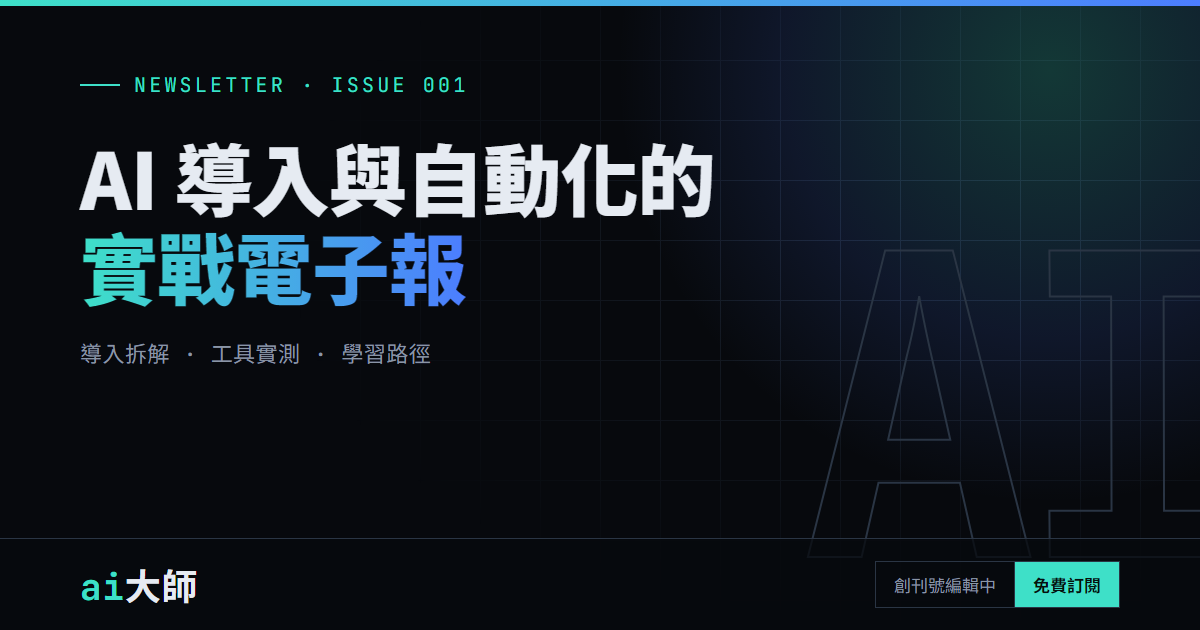 NEWSLETTER · ISSUE 001
AI 導入與自動化的
實戰電子報
導入拆解 · 工具實測 · 學習路徑
AI
ai大師
創刊號編輯中
免費訂閱